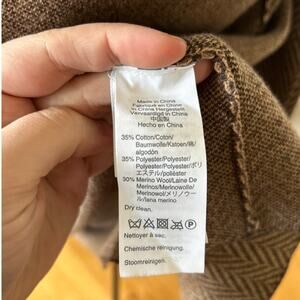 Made in China
Fabriqué en Chine
In China Hergestellt
Vervaardigd in China
中国製
Hecho en China
35% Cotton/Coton/
Baumwolle/Katoen/綿/
algodón
35% Polyester/Polyester/
Polyester/Polyester/ポリ
エステル/poliéster
30% Merino Wool/Laine De
Merinos/Merinowolle/
Merinowol/メリノウー
ル/lana merino
Dry clean.
Nettoyer à sec.
Chemische reinigung.
Stoomreinigen.